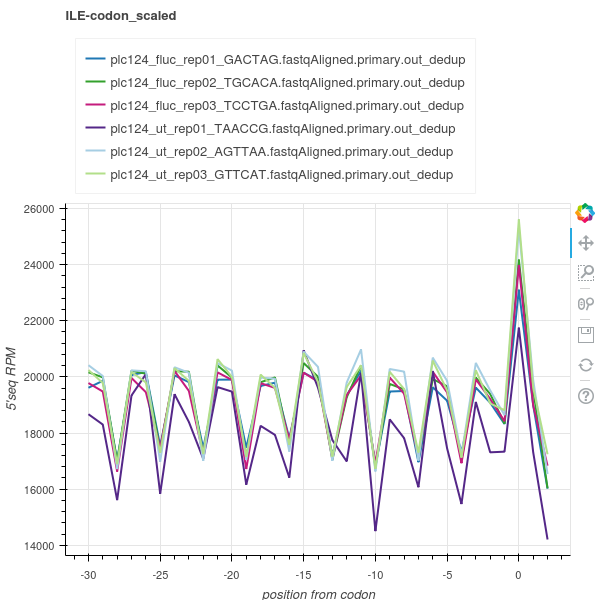 ILE-codon_scaled
plc124_fluc_rep01_GACTAG.fastqAligned.primary.out_dedup
plc124_fluc_rep02_TGCACA.fastqAligned.primary.out_dedup
plc124_fluc_rep03_TCCTGA.fastqAligned.primary.out_dedup
plc124_ut_rep01_TAACCG.fastqAligned.primary.out_dedup
plc124_ut_rep02_AGTTAA.fastqAligned.primary.out_dedup
plc124_ut_rep03_GTTCAT.fastqAligned.primary.out_dedup
26000
24000
22000
20000
18000
16000
14000
5'seq RPM
-30 -25 -20 -15 -10 -5 0
position from codon